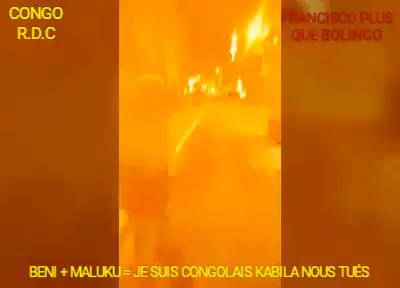 CONGO
R.D.C
FRANCISCO PLUS
QUE BOLINGO
BENI + MALUKU = JE SUIS CONGOLAIS KABILA NOUS TUÉS